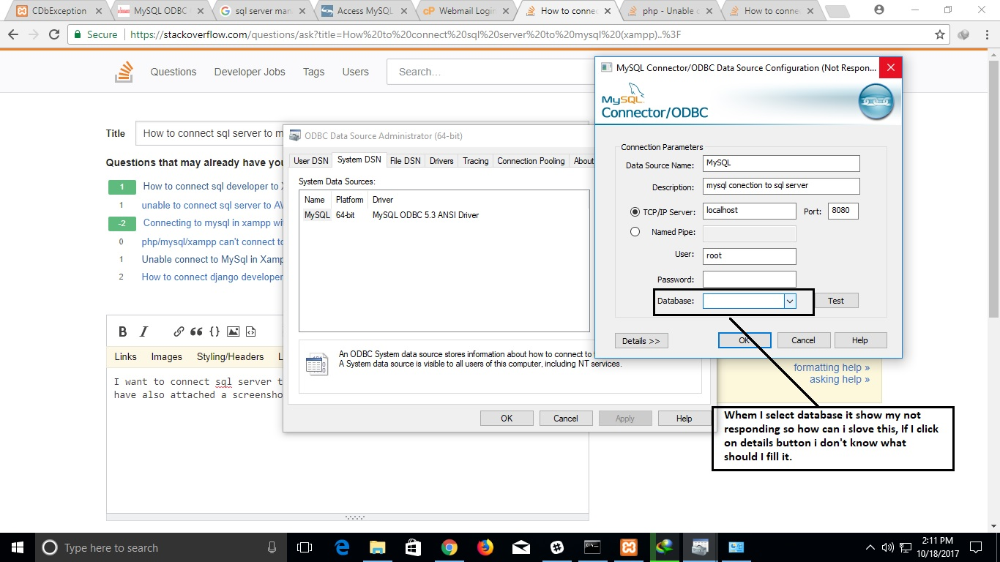 CDbException
MySQL ODBC
sql server man
Access MySQL
Webmail Login
How to connec
php - Unable c
How to conne
Secure
https://stackoverflow.com/questions/ask?title=How%20to%20connect%20sql%20server%20to%20mysql%20(xampp)..%3F
Questions
Developer Jobs
Tags
Users
Search...
Title
How to connect sql server to m
Questions that may already have you
1
How to connect sql developer to X
1
unable to connect sql server to AW
-2
Connecting to mysql in xampp wi
0
php/mysql/xampp can't connect to
1
Unable connect to MySql in Xamp
2
How to connect django developer
B
I
Links
Images
Styling/Headers
L
I want to connect sql server t
have also attached a screensho
ODBC Data Source Administrator (64-bit)
User DSN
System DSN
File DSN
Drivers
Tracing
Connection Pooling
About
System Data Sources:
Name
Platform
Driver
MySQL
64-bit
MySQL ODBC 5.3 ANSI Driver
An ODBC System data source stores information about how to connect to
A System data source is visible to all users of this computer, including NT services.
OK
Cancel
Apply
Help
MySQL Connector/ODBC Data Source Configuration (Not Respon...
MySQL
Connector/ODBC
Connection Parameters
Data Source Name:
MySQL
Description:
mysql conection to sql server
TCP/IP Server:
localhost
Port:
8080
Named Pipe:
User:
root
Password:
Database:
Test
Details >>
OK
Cancel
Help
formatting help »
asking help »
Whem I select database it show my not
responding so how can i slove this, If I click
on details button i don't know what
should I fill it.
Type here to search
2:11 PM
10/18/2017